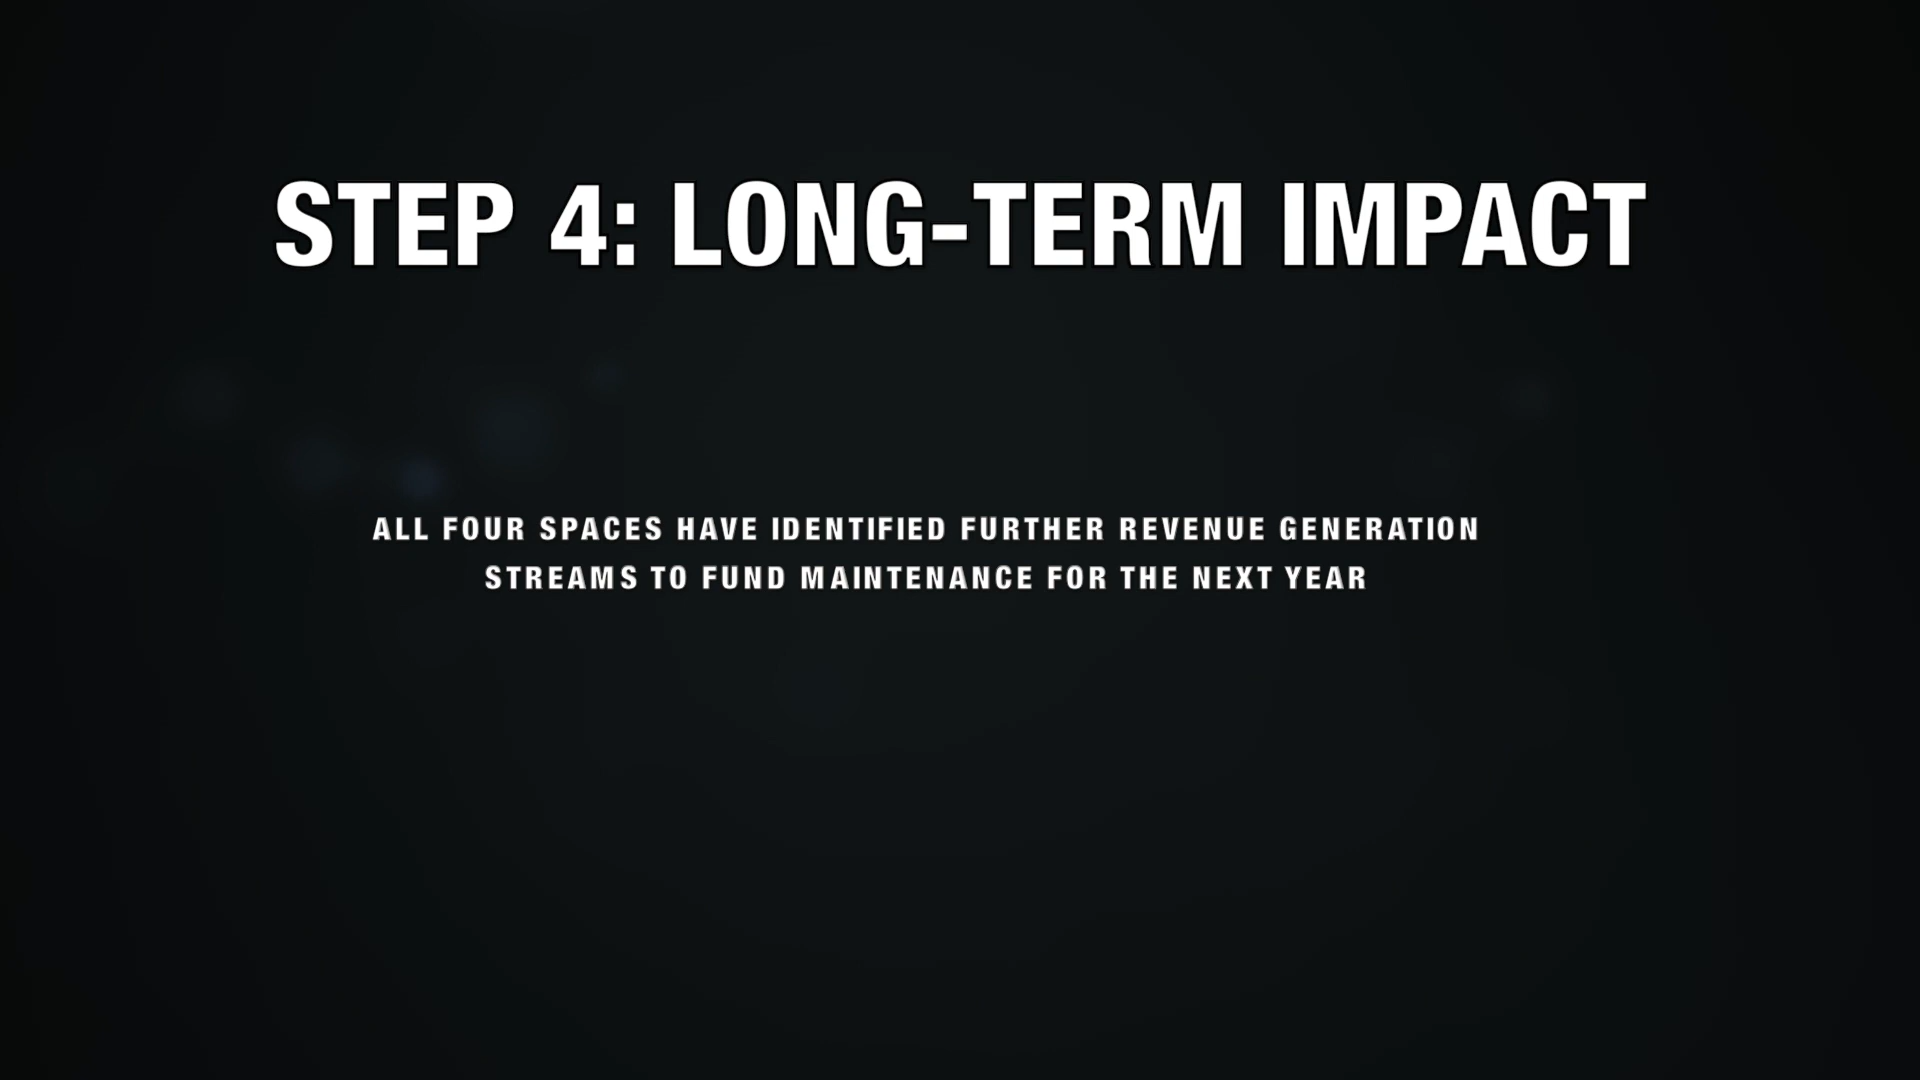 STEP 4: LONG-TERM IMPACT
ALL FOUR SPACES HAVE IDENTIFIED FURTHER REVENUE GENERATION
STREAMS TO FUND MAINTENANCE FOR THE NEXT YEAR